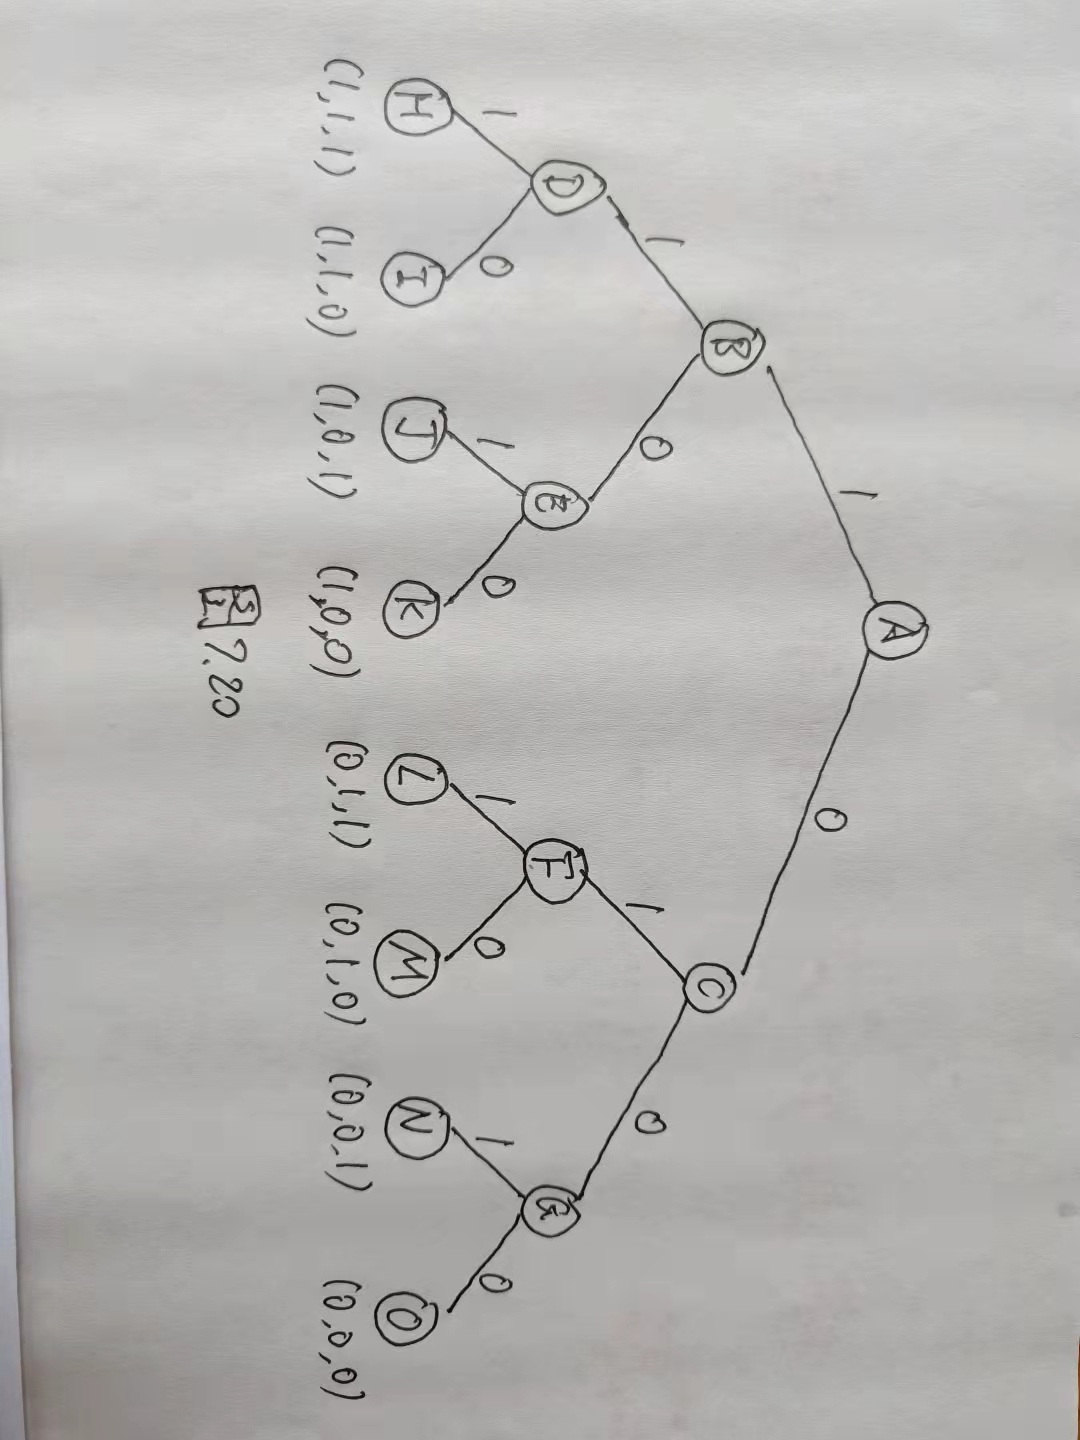 A
1 0
B C
1 0 1 0
D E F G
1 0 1 0 1 0 1 0
H I J K L M N O
(1,1,1) (1,1,0) (1,0,1) (1,0,0) (0,1,1) (0,1,0) (0,0,1) (0,0,0)
图7.20